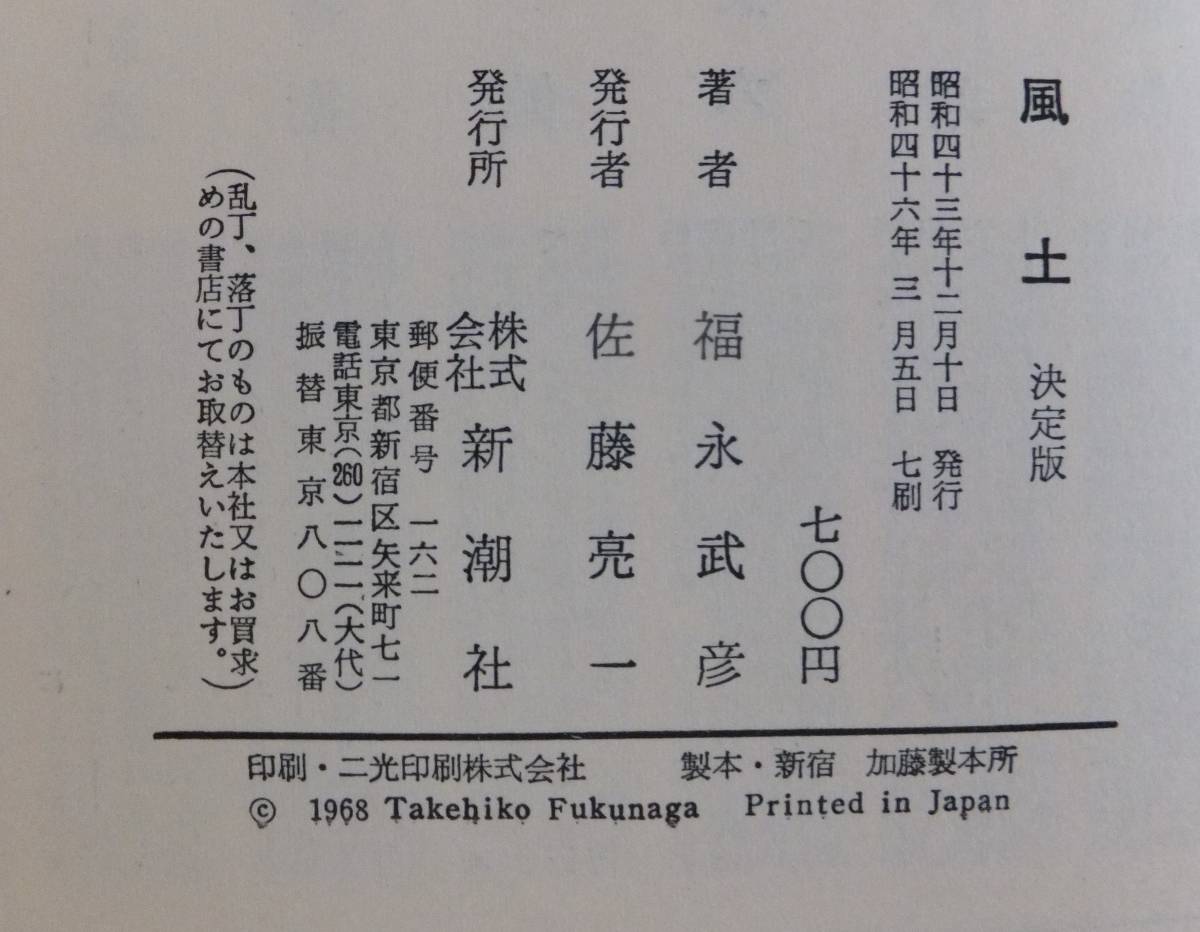 風土 決定版
昭和四十三年十二月十日 発行
昭和四十六年 三 月五日 七刷
七〇〇円
著者 福永武彦
発行者 佐藤亮一
発行所 株式会社 新潮社
郵便番号 一六二
東京都新宿区矢来町七一
電話東京(260)一一一一(大代)
振替東京八〇八番
(乱丁、落丁のものは本社又はお買求
めの書店にてお取替えいたします。)
印刷・二光印刷株式会社 製本・新宿 加藤製本所
© 1968 Takehiko Fukunaga Printed in Japan